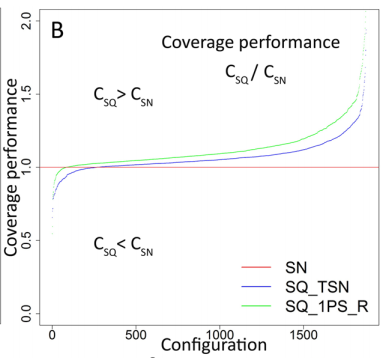 B
Coverage performance
C_SQ / C_SN
C_SQ > C_SN
C_SQ < C_SN
SN
SQ_TSN
SQ_1PS_R
Coverage performance
0.0
0.5
1.0
1.5
2.0
0
500
1000
1500
Configuration